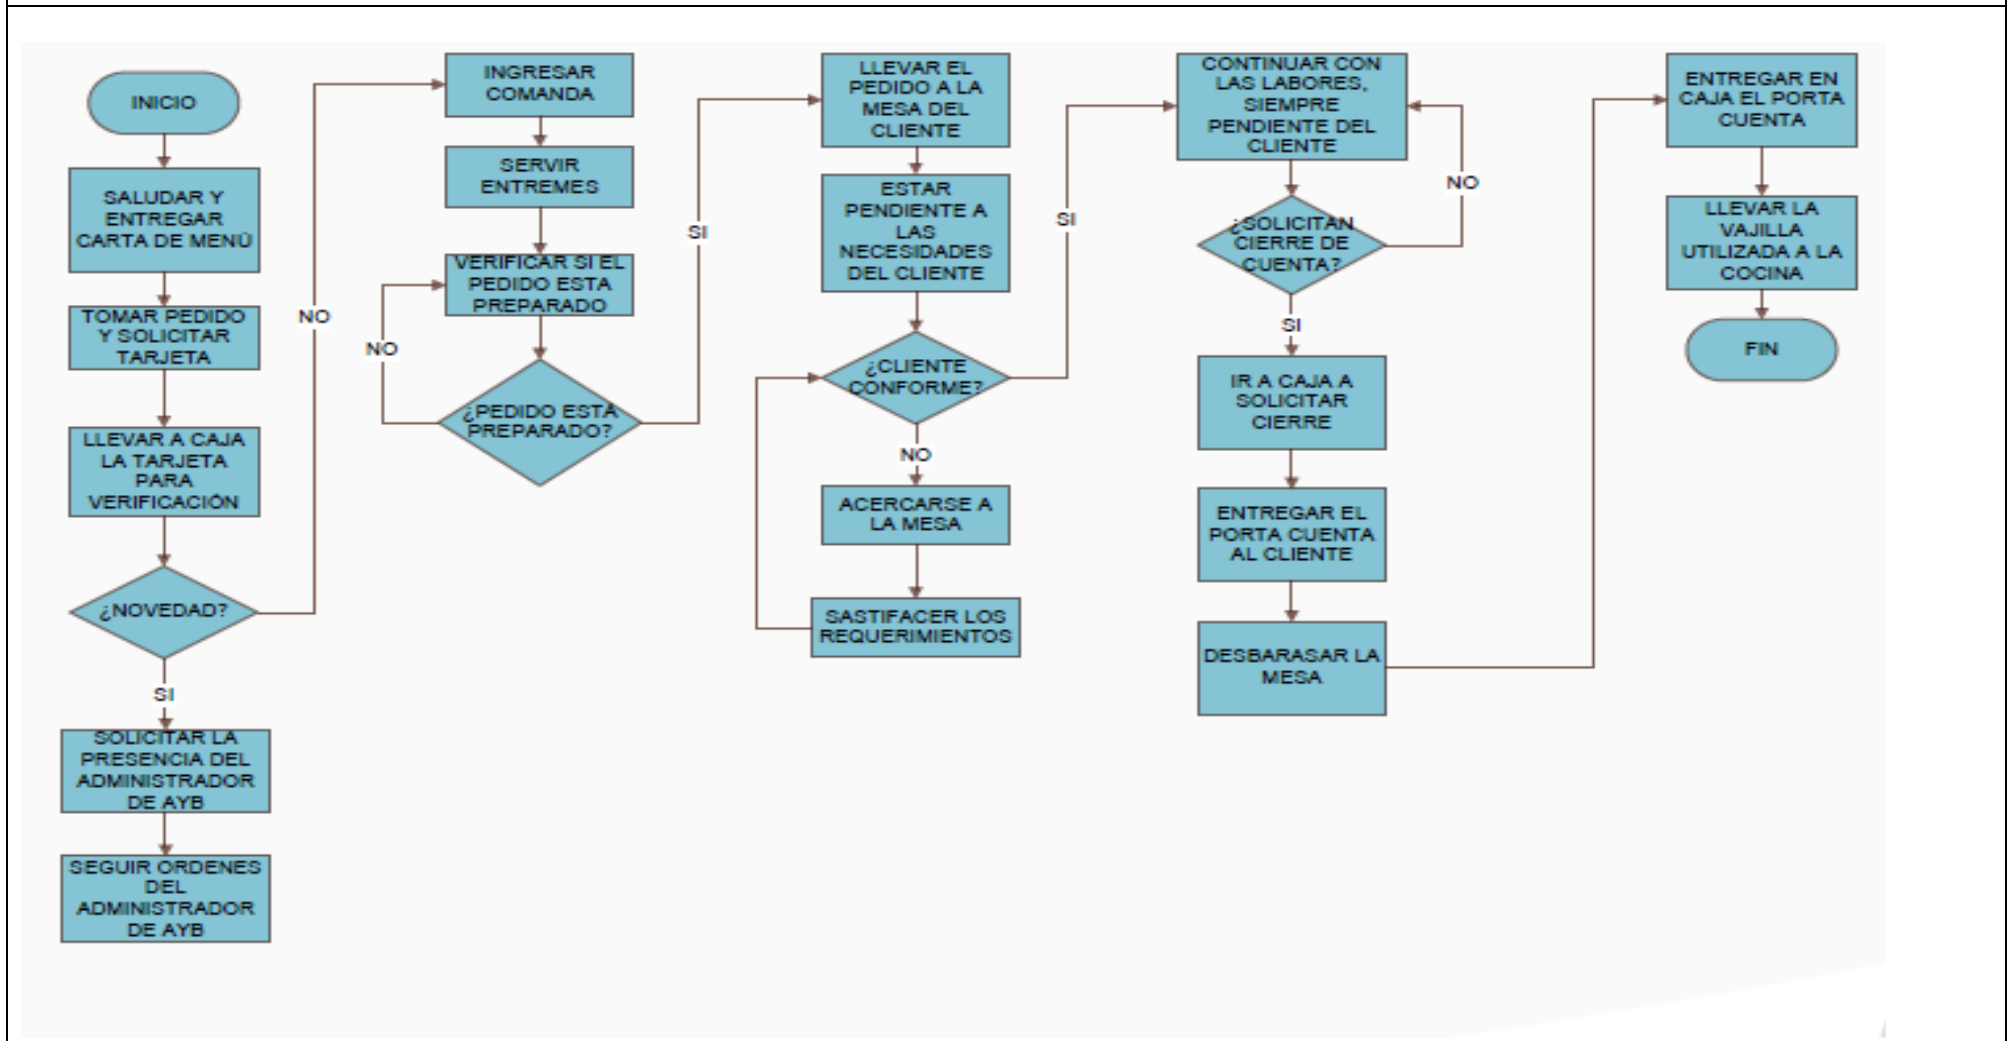 INICIO
SALUDAR Y
ENTREGAR
CARTA DE MENÚ
TOMAR PEDIDO
Y SOLICITAR
TARJETA
LLEVAR A CAJA
LA TARJETA
PARA
VERIFICACIÓN
¿NOVEDAD?
SI
SOLICITAR LA
PRESENCIA DEL
ADMINISTRADOR
DE AYB
SEGUIR ORDENES
DEL
ADMINISTRADOR
DE AYB
NO
INGRESAR
COMANDA
SERVIR
ENTREMES
VERIFICAR SI EL
PEDIDO ESTA
PREPARADO
NO
¿PEDIDO ESTÁ
PREPARADO?
SI
LLEVAR EL
PEDIDO A LA
MESA DEL
CLIENTE
ESTAR
PENDIENTE A
LAS
NECESIDADES
DEL CLIENTE
¿CLIENTE
CONFORME?
NO
ACERCARSE A
LA MESA
SASTIFACER LOS
REQUERIMIENTOS
SI
CONTINUAR CON
LAS LABORES,
SIEMPRE
PENDIENTE DEL
CLIENTE
NO
¿SOLICITAN
CIERRE DE
CUENTA?
SI
IR A CAJA A
SOLICITAR
CIERRE
ENTREGAR EL
PORTA CUENTA
AL CLIENTE
DESBARASAR LA
MESA
ENTREGAR EN
CAJA EL PORTA
CUENTA
LLEVAR LA
VAJILLA
UTILIZADA A LA
COCINA
FIN